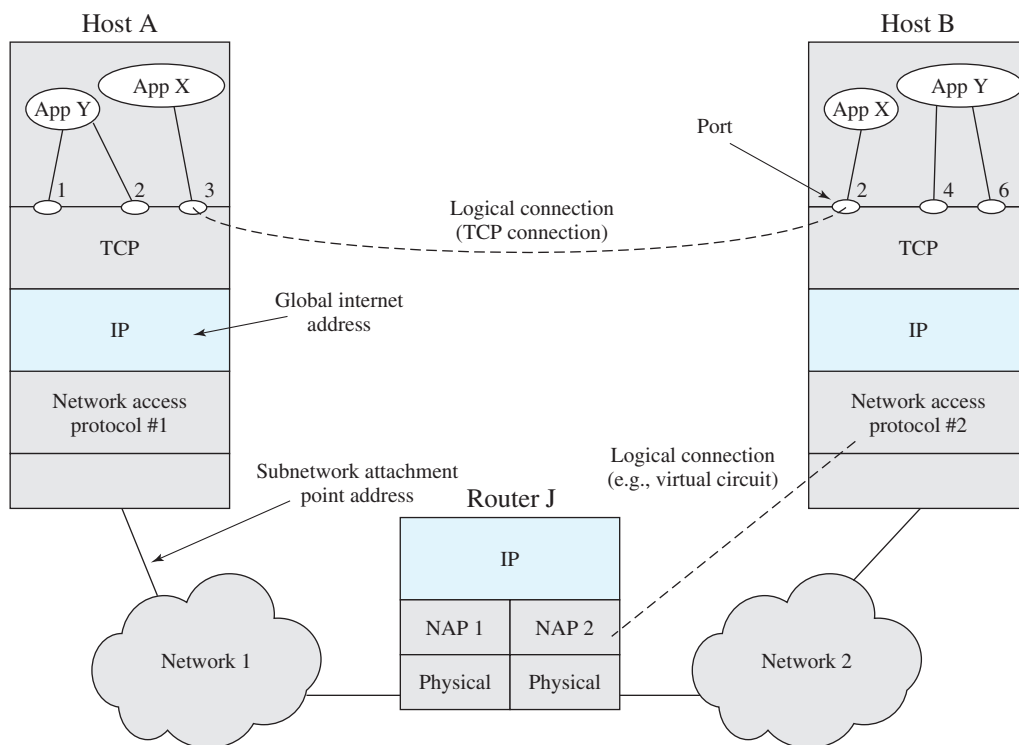 Host A
Host B
App Y
App X
App X
App Y
Port
1
2
3
2
4
6
Logical connection
(TCP connection)
TCP
TCP
Global internet
address
IP
IP
Network access
protocol #1
Network access
protocol #2
Logical connection
(e.g., virtual circuit)
Subnetwork attachment
point address
Router J
IP
NAP 1
NAP 2
Network 1
Network 2
Physical
Physical